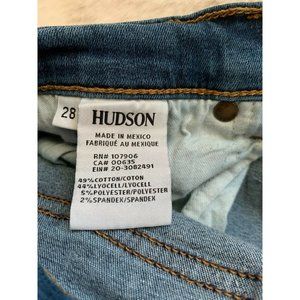 28
HUDSON
MADE IN MEXICO
FABRIQUÉ AU MEXIQUE
RN# 107906
CA# 00635
EIN# 20-3082491
49%COTTON/COTON
44%LYOCELL/LYOCELL
5%POLYESTER/POLYESTER
2%SPANDEX/SPANDEX